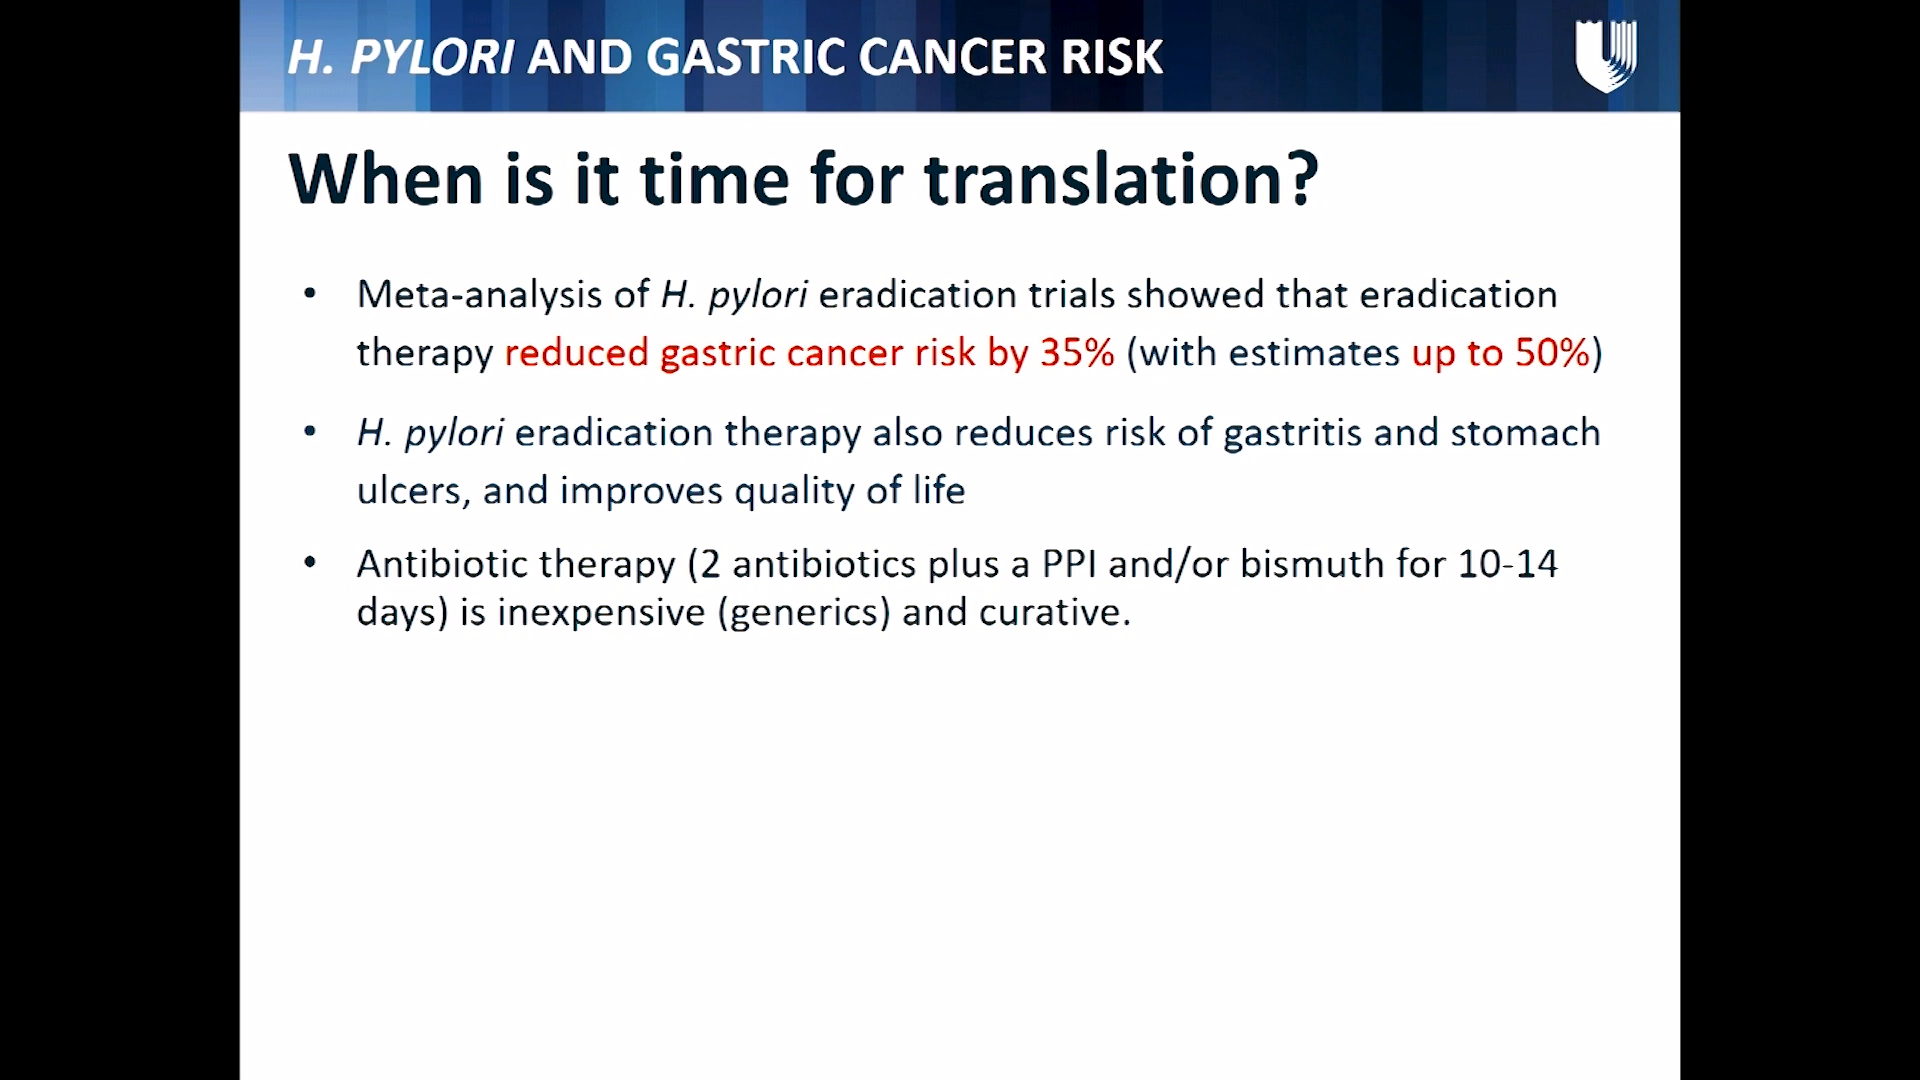 H. PYLORI AND GASTRIC CANCER RISK
When is it time for translation?
• Meta-analysis of H. pylori eradication trials showed that eradication
therapy reduced gastric cancer risk by 35% (with estimates up to 50%)
• H. pylori eradication therapy also reduces risk of gastritis and stomach
ulcers, and improves quality of life
• Antibiotic therapy (2 antibiotics plus a PPI and/or bismuth for 10-14
days) is inexpensive (generics) and curative.